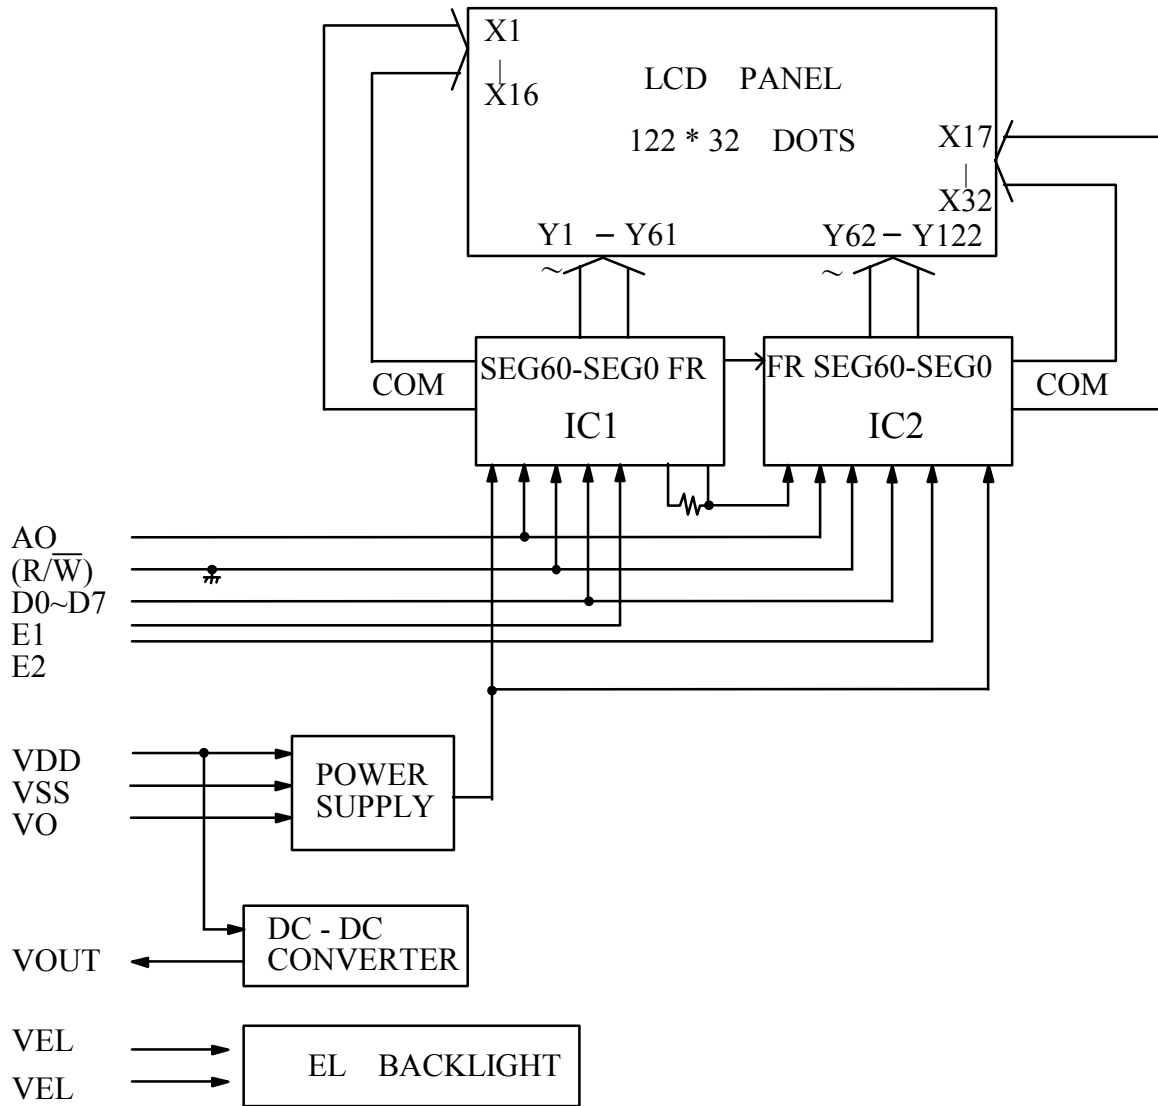 X1
|
X16
LCD PANEL
122 * 32 DOTS
X17
|
X32
Y1 – Y61
Y62 – Y122
~
~
SEG60-SEG0 FR
FR SEG60-SEG0
COM
COM
IC1
IC2
AO
(R/W̅)
D0~D7
E1
E2
VDD
VSS
VO
POWER
SUPPLY
DC - DC
CONVERTER
VOUT
VEL
VEL
EL BACKLIGHT